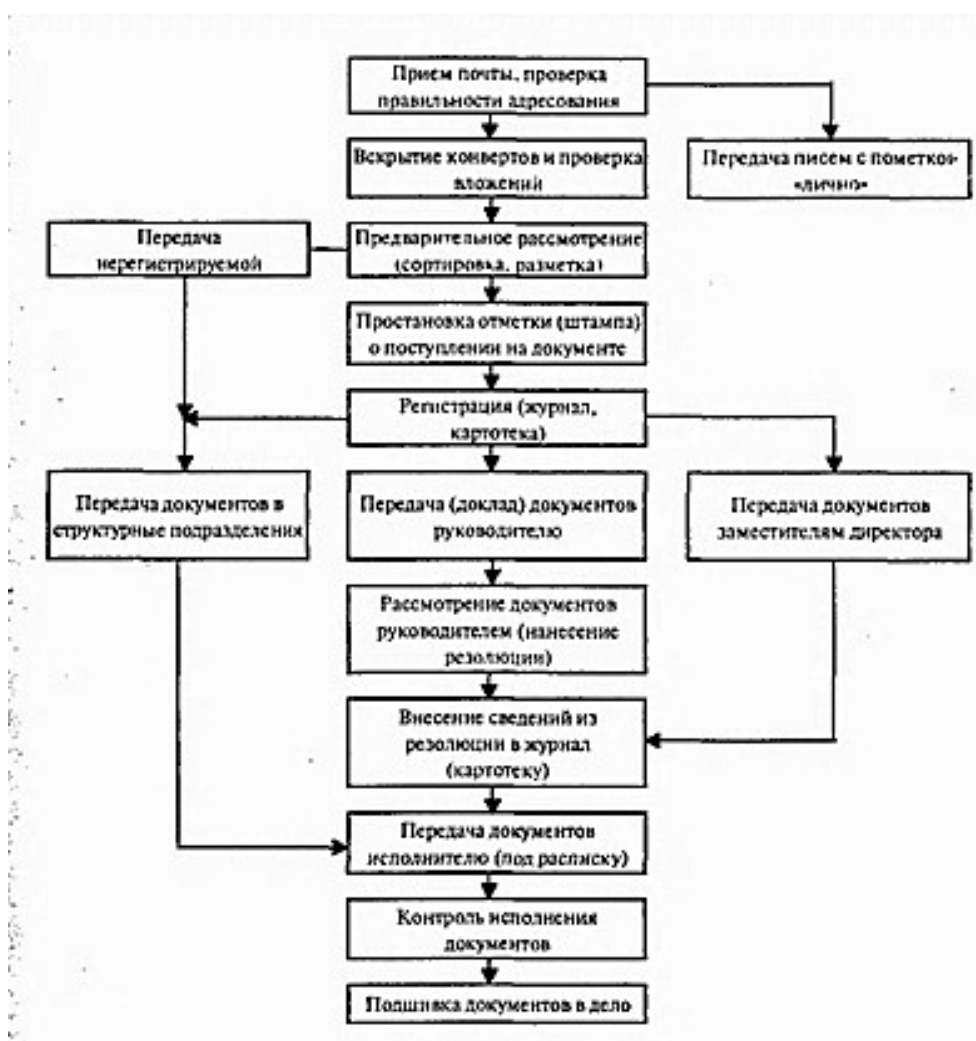 Прием почты, проверка
правильности адресования
Вскрытие конвертов и проверка
вложений
Передача писем с пометкой
«лично»
Передача
нерегистрируемой
Предварительное рассмотрение
(сортировка, разметка)
Простановка отметки (штампа)
о поступлении на документе
Регистрация (журнал,
картотека)
Передача документов в
структурные подразделения
Передача (доклад) документов
руководителю
Передача документов
заместителям директора
Рассмотрение документов
руководителем (нанесение
резолюции)
Внесение сведений из
резолюции в журнал
(картотеку)
Передача документов
исполнителю (под расписку)
Контроль исполнения
документов
Подшивка документов в дело